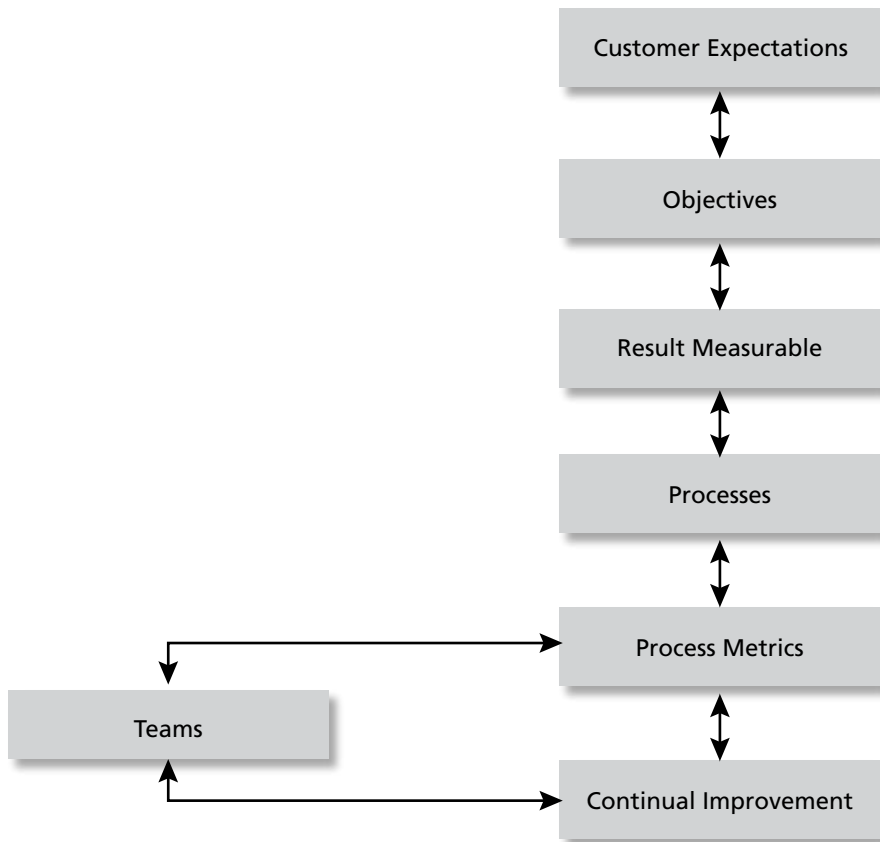 Customer Expectations
Objectives
Result Measurable
Processes
Process Metrics
Teams
Continual Improvement